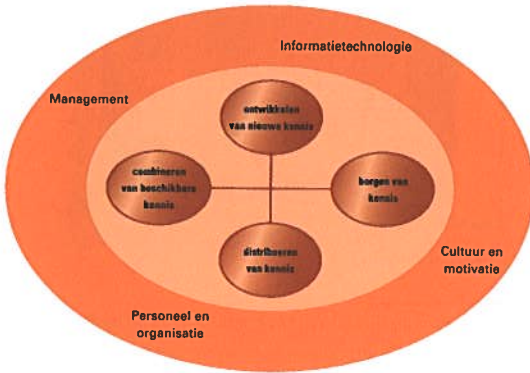 Informatietechnologie
Management
ontwikkelen
van nieuwe kennis
combineren
van beschikbare
kennis
borgen van
kennis
distribueren
van kennis
Cultuur en
motivatie
Personeel en
organisatie